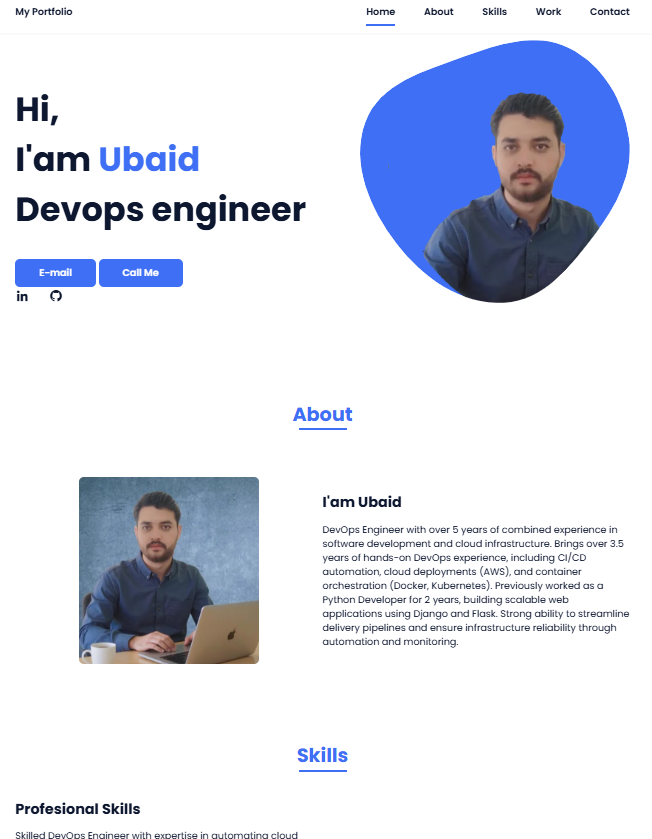 My Portfolio
Home About Skills Work Contact
Hi,
I'am Ubaid
Devops engineer
E-mail Call Me
in
About
I'am Ubaid
DevOps Engineer with over 5 years of combined experience in
software development and cloud infrastructure. Brings over 3.5
years of hands-on DevOps experience, including CI/CD
automation, cloud deployments (AWS), and container
orchestration (Docker, Kubernetes). Previously worked as a
Python Developer for 2 years, building scalable web
applications using Django and Flask. Strong ability to streamline
delivery pipelines and ensure infrastructure reliability through
automation and monitoring.
Skills
Profesional Skills
Skilled DevOps Engineer with expertise in automating cloud